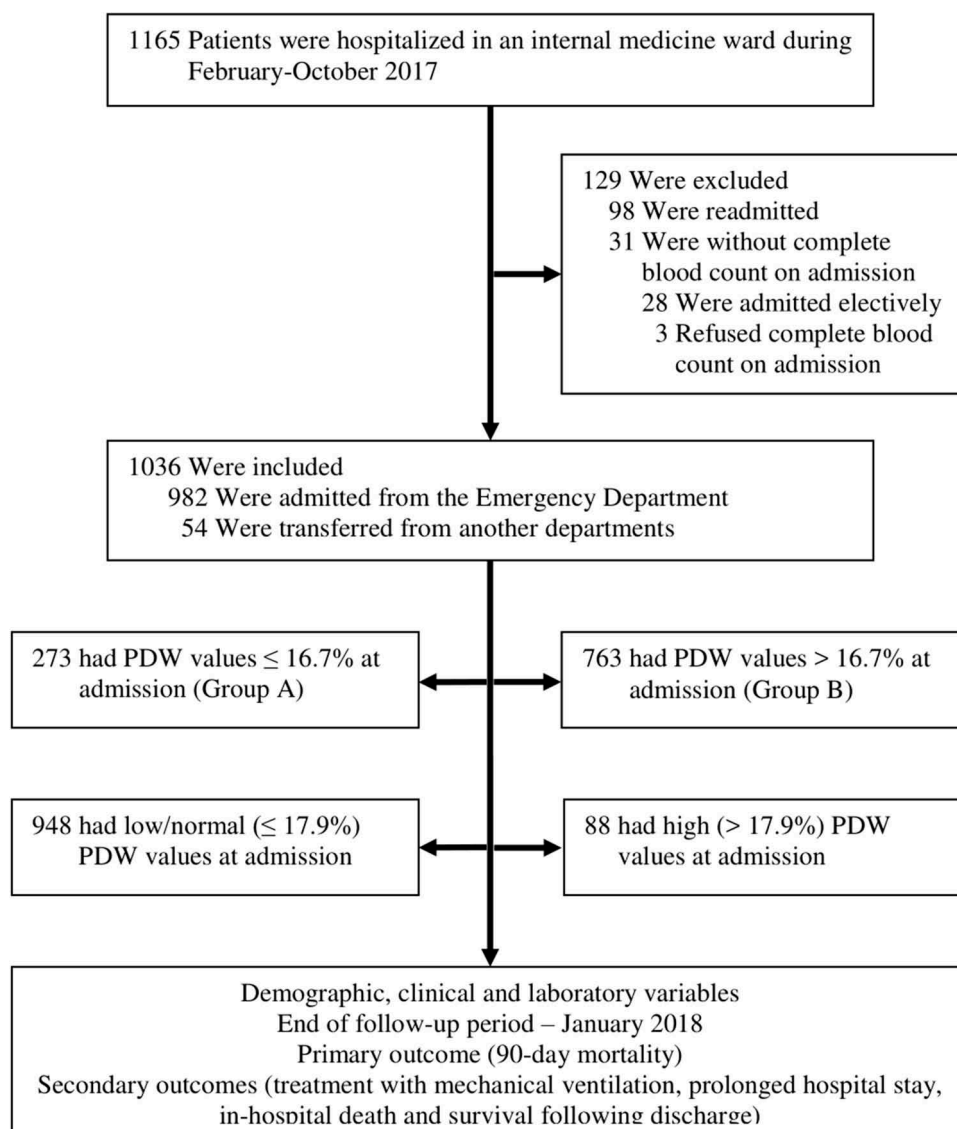 1165 Patients were hospitalized in an internal medicine ward during
February-October 2017
129 Were excluded
98 Were readmitted
31 Were without complete
blood count on admission
28 Were admitted electively
3 Refused complete blood
count on admission
1036 Were included
982 Were admitted from the Emergency Department
54 Were transferred from another departments
273 had PDW values ≤ 16.7% at
admission (Group A)
763 had PDW values > 16.7% at
admission (Group B)
948 had low/normal (≤ 17.9%)
PDW values at admission
88 had high (> 17.9%) PDW
values at admission
Demographic, clinical and laboratory variables
End of follow-up period – January 2018
Primary outcome (90-day mortality)
Secondary outcomes (treatment with mechanical ventilation, prolonged hospital stay,
in-hospital death and survival following discharge)